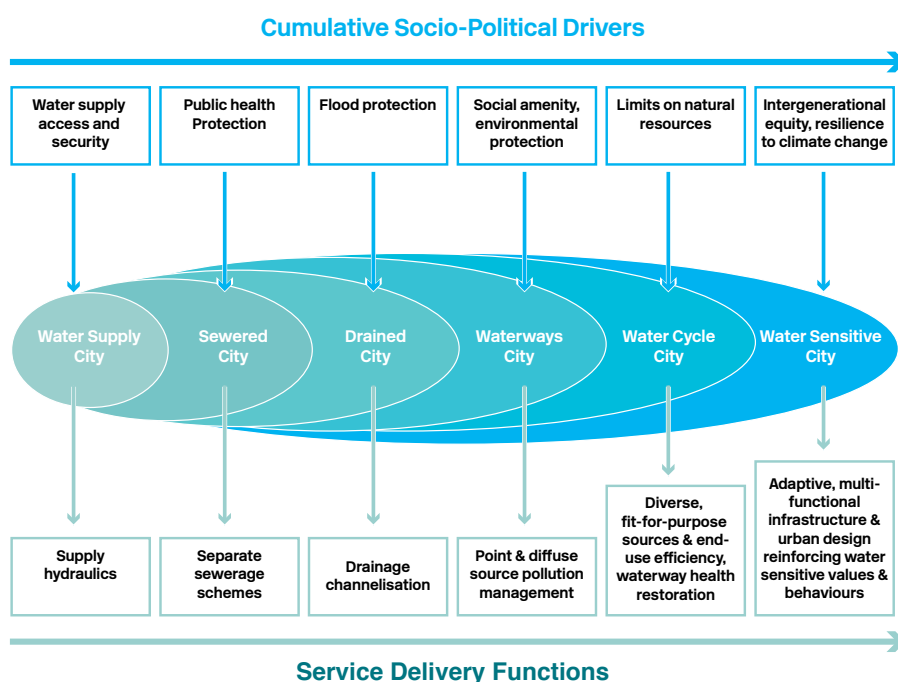 Cumulative Socio-Political Drivers
Water supply
access and
security
Public health
Protection
Flood protection
Social amenity,
environmental
protection
Limits on natural
resources
Intergenerational
equity, resilience
to climate change
Water Supply
City
Sewered
City
Drained
City
Waterways
City
Water Cycle
City
Water Sensitive
City
Supply
hydraulics
Separate
sewerage
schemes
Drainage
channelisation
Point & diffuse
source pollution
management
Diverse,
fit-for-purpose
sources & end-
use efficiency,
waterway health
restoration
Adaptive, multi-
functional
infrastructure &
urban design
reinforcing water
sensitive values &
behaviours
Service Delivery Functions